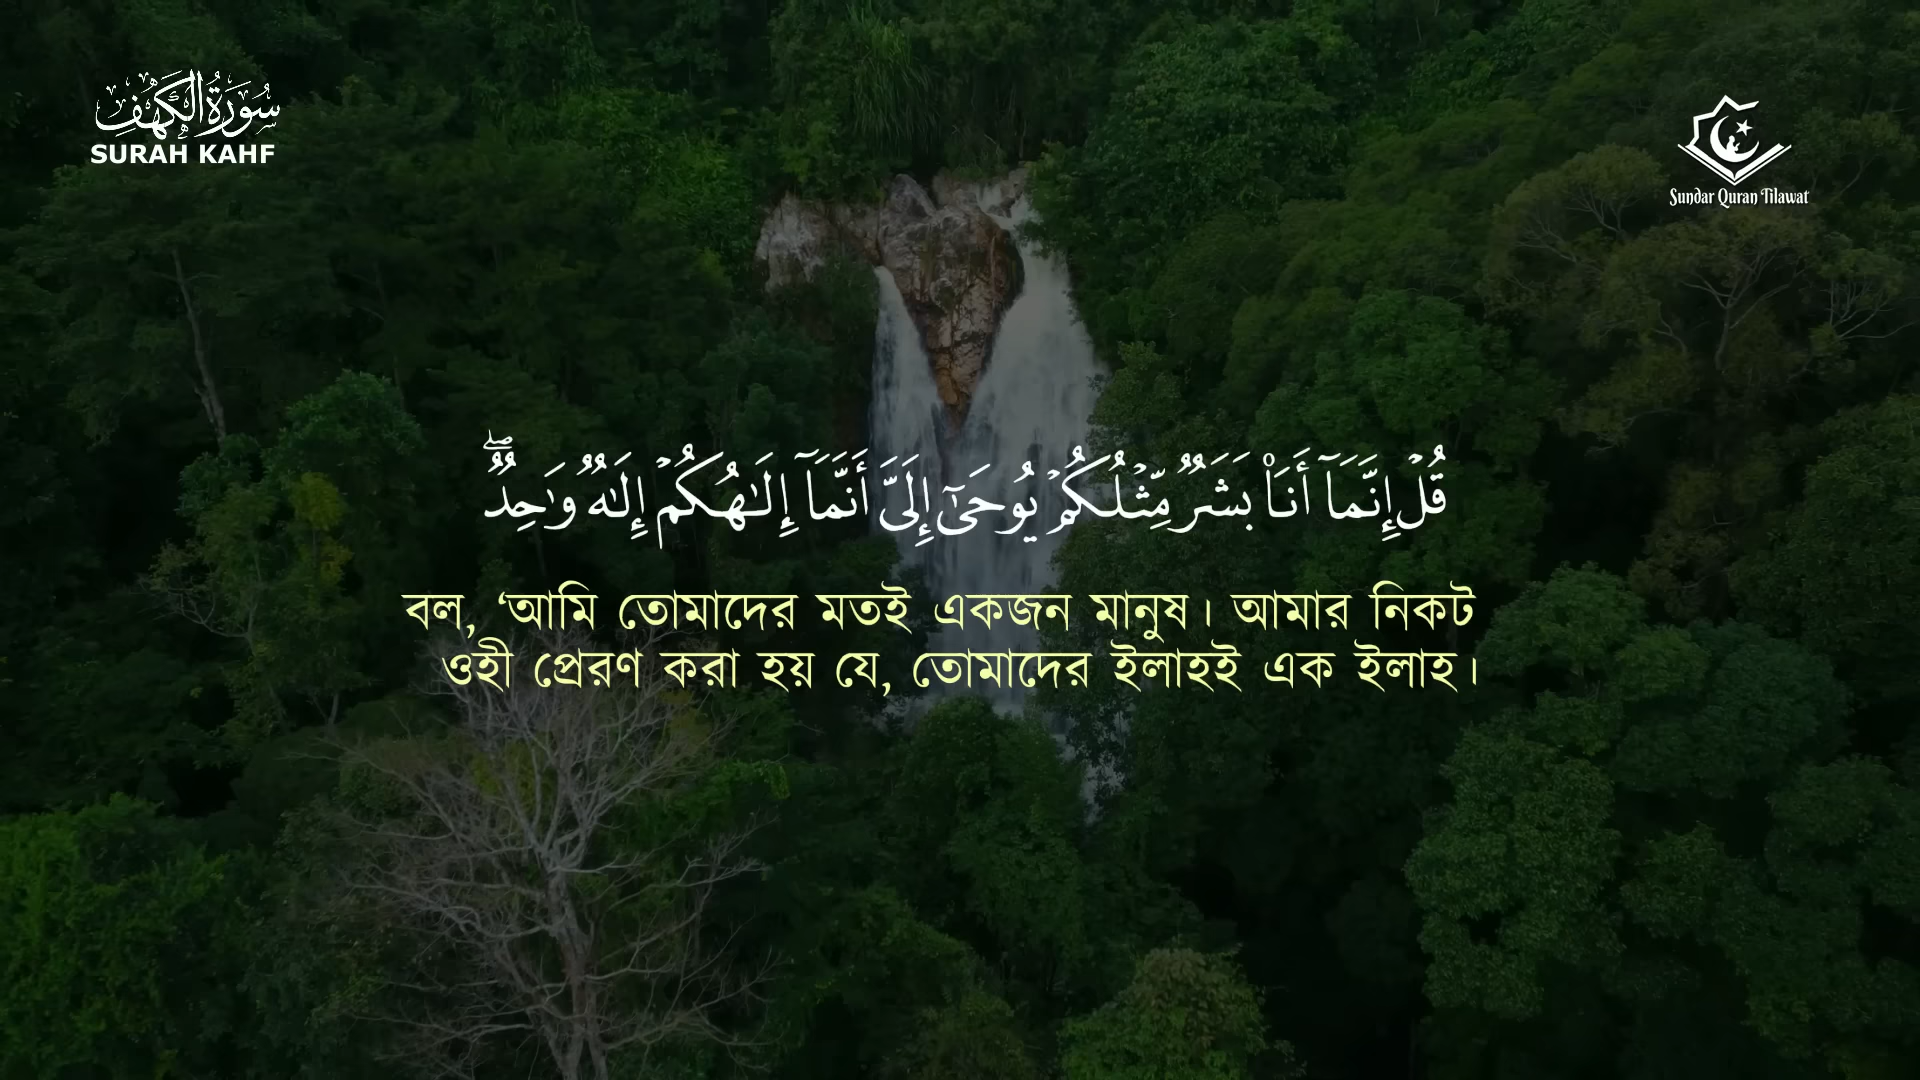 سُورَةُ الكَهْفِ
SURAH KAHF
Sundar Quran Tilawat
قُلْ إِنَّمَآ أَنَا۠ بَشَرٌ مِّثْلُكُمْ يُوحَىٰٓ إِلَىَّ أَنَّمَآ إِلَـٰهُكُمْ إِلَـٰهٌ وَٰحِدٌ ۖ
বল, ‘আমি তোমাদের মতই একজন মানুষ। আমার নিকট
ওহী প্রেরণ করা হয় যে, তোমাদের ইলাহই এক ইলাহ।